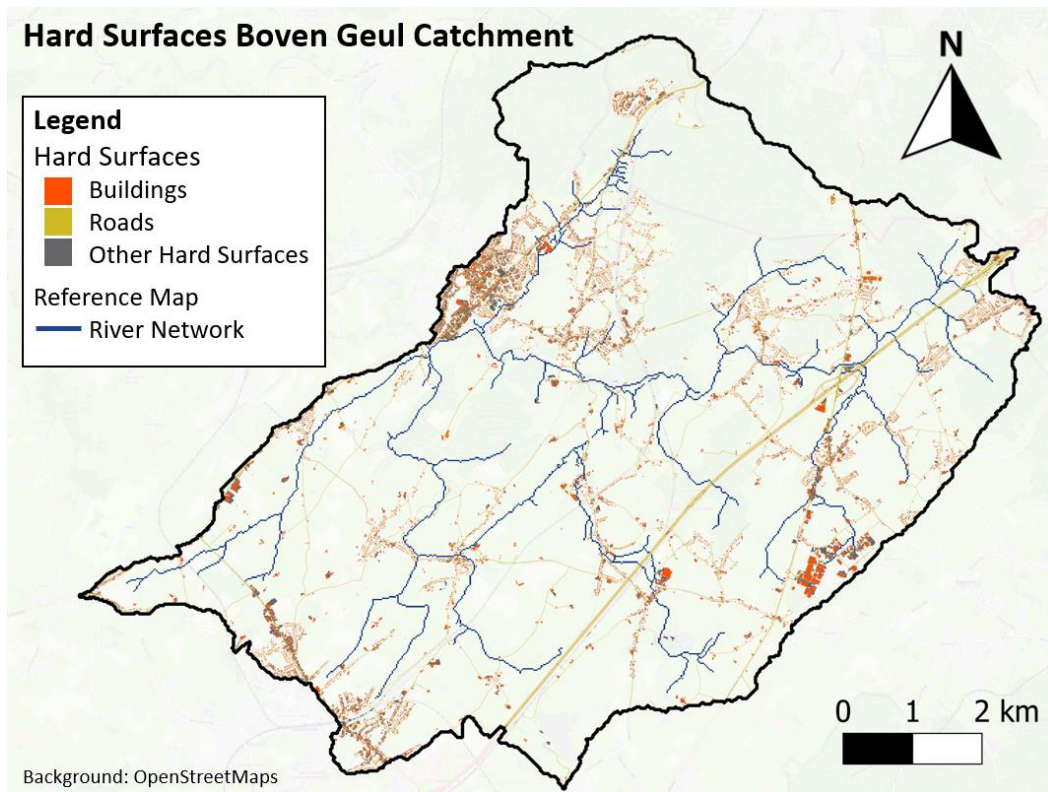 Hard Surfaces Boven Geul Catchment
N
Legend
Hard Surfaces
Buildings
Roads
Other Hard Surfaces
Reference Map
River Network
0 1 2 km
Background: OpenStreetMaps